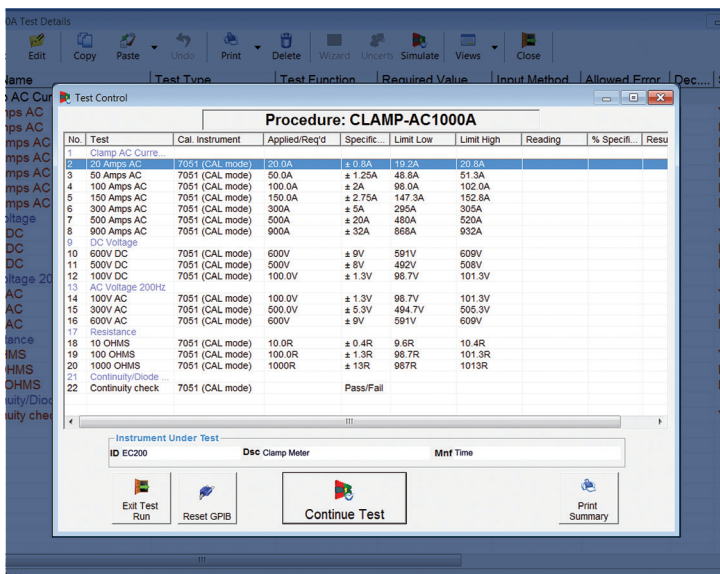 0A Test Details
Edit Copy Paste Undo Print Delete Wizard Uncerts Simulate Views Close
Name Test Type Test Function Required Value Input Method Allowed Error Dec....
Test Control
Procedure: CLAMP-AC1000A
No. Test Cal. Instrument Applied/Req'd Specific... Limit Low Limit High Reading % Specifi... Resu
1 Clamp AC Curre...
2 20 Amps AC 7051 (CAL mode) 20.0A ± 0.8A 19.2A 20.8A
3 50 Amps AC 7051 (CAL mode) 50.0A ± 1.25A 48.8A 51.3A
4 100 Amps AC 7051 (CAL mode) 100.0A ± 2A 98.0A 102.0A
5 150 Amps AC 7051 (CAL mode) 150.0A ± 2.75A 147.3A 152.8A
6 300 Amps AC 7051 (CAL mode) 300A ± 5A 295A 305A
7 500 Amps AC 7051 (CAL mode) 500A ± 20A 480A 520A
8 900 Amps AC 7051 (CAL mode) 900A ± 32A 868A 932A
9 DC Voltage
10 600V DC 7051 (CAL mode) 600V ± 9V 591V 609V
11 500V DC 7051 (CAL mode) 500V ± 8V 492V 508V
12 100V DC 7051 (CAL mode) 100.0V ± 1.3V 98.7V 101.3V
13 AC Voltage 200Hz
14 100V AC 7051 (CAL mode) 100.0V ± 1.3V 98.7V 101.3V
15 300V AC 7051 (CAL mode) 500.0V ± 5.3V 494.7V 505.3V
16 600V AC 7051 (CAL mode) 600V ± 9V 591V 609V
17 Resistance
18 10 OHMS 7051 (CAL mode) 10.0R ± 0.4R 9.6R 10.4R
19 100 OHMS 7051 (CAL mode) 100.0R ± 1.3R 98.7R 101.3R
20 1000 OHMS 7051 (CAL mode) 1000R ± 13R 987R 1013R
21 Continuity/Diode ...
22 Continuity check 7051 (CAL mode) Pass/Fail
Instrument Under Test
ID EC200 Dsc Clamp Meter Mnf Time
Exit Test Run
Reset GPIB
Continue Test
Print Summary